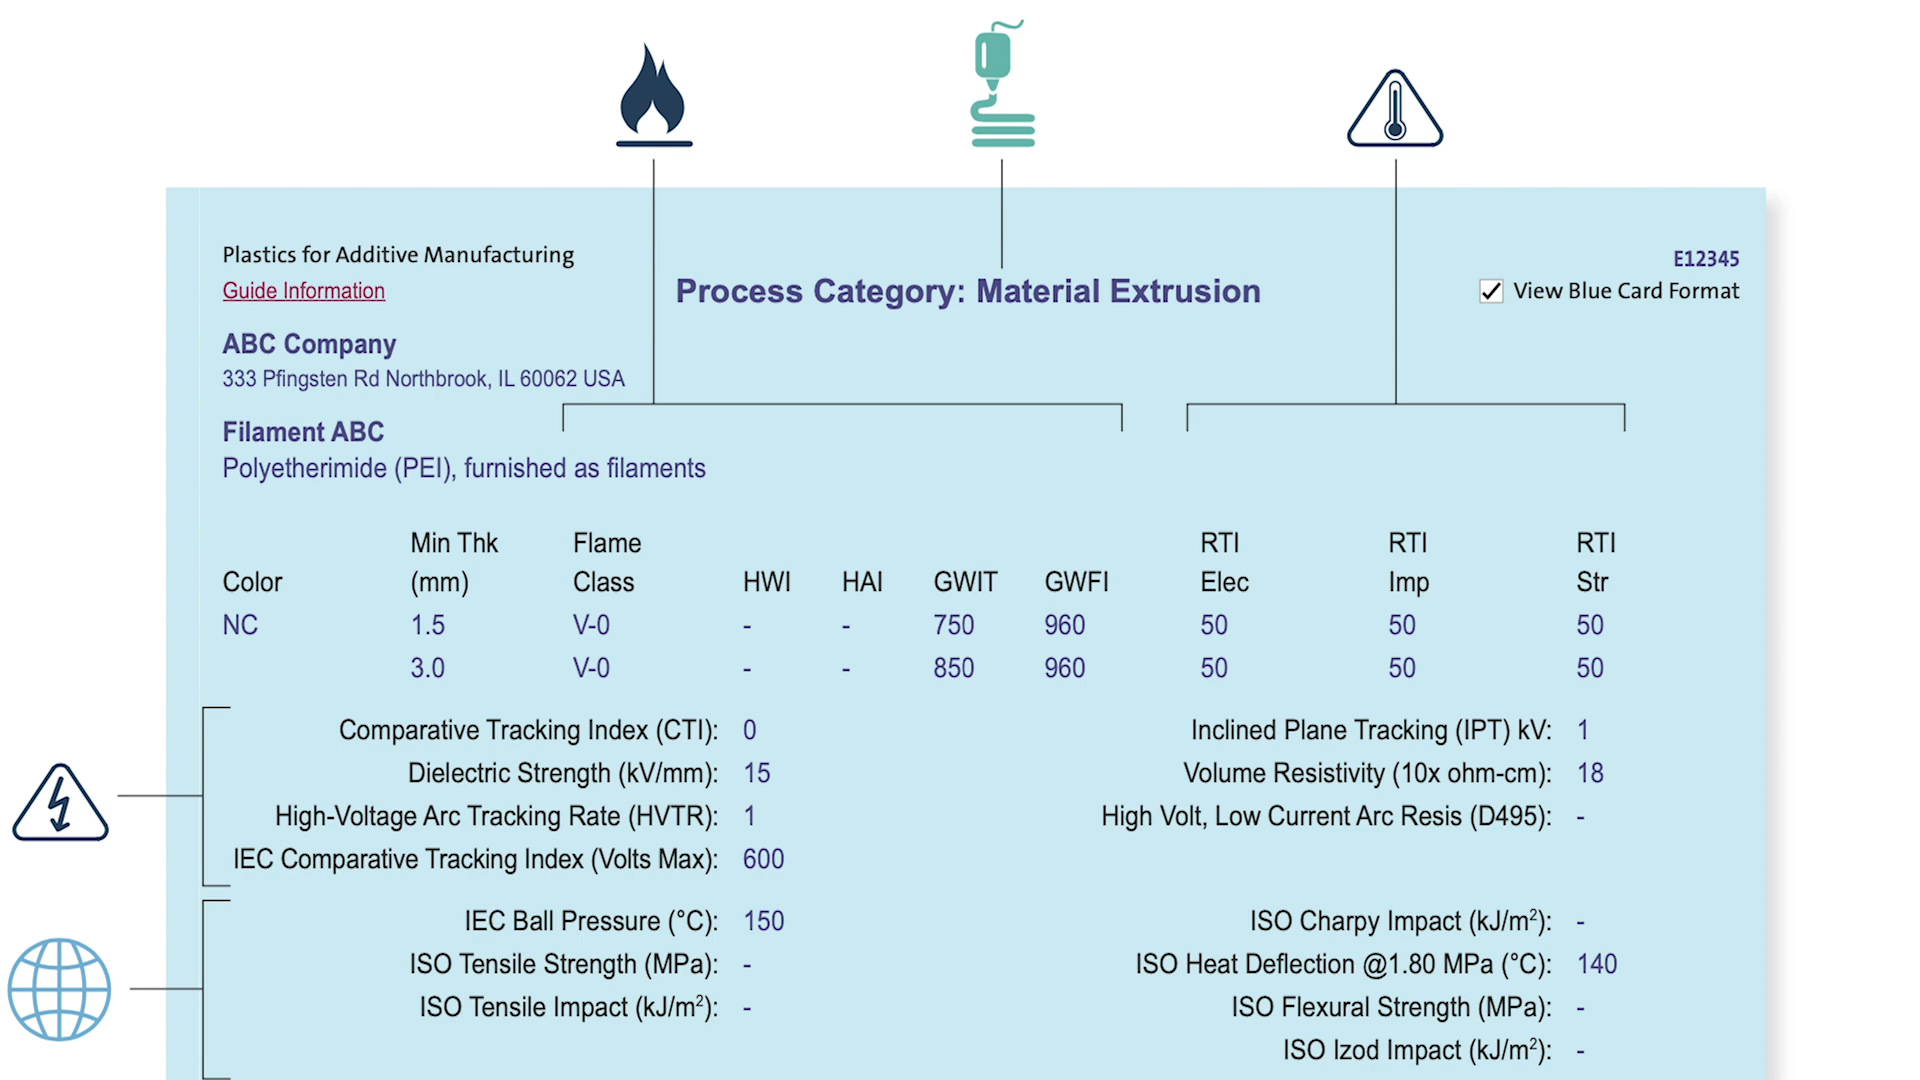 Plastics for Additive Manufacturing
E12345
Guide Information
Process Category: Material Extrusion
View Blue Card Format
ABC Company
333 Pfingsten Rd Northbrook, IL 60062 USA
Filament ABC
Polyetherimide (PEI), furnished as filaments
Min Thk Flame RTI RTI RTI
Color (mm) Class HWI HAI GWIT GWFI Elec Imp Str
NC 1.5 V-0 - - 750 960 50 50 50
3.0 V-0 - - 850 960 50 50 50
Comparative Tracking Index (CTI): 0 Inclined Plane Tracking (IPT) kV: 1
Dielectric Strength (kV/mm): 15 Volume Resistivity (10x ohm-cm): 18
High-Voltage Arc Tracking Rate (HVTR): 1 High Volt, Low Current Arc Resis (D495): -
IEC Comparative Tracking Index (Volts Max): 600
IEC Ball Pressure (°C): 150 ISO Charpy Impact (kJ/m²): -
ISO Tensile Strength (MPa): - ISO Heat Deflection @1.80 MPa (°C): 140
ISO Tensile Impact (kJ/m²): - ISO Flexural Strength (MPa): -
ISO Izod Impact (kJ/m²): -